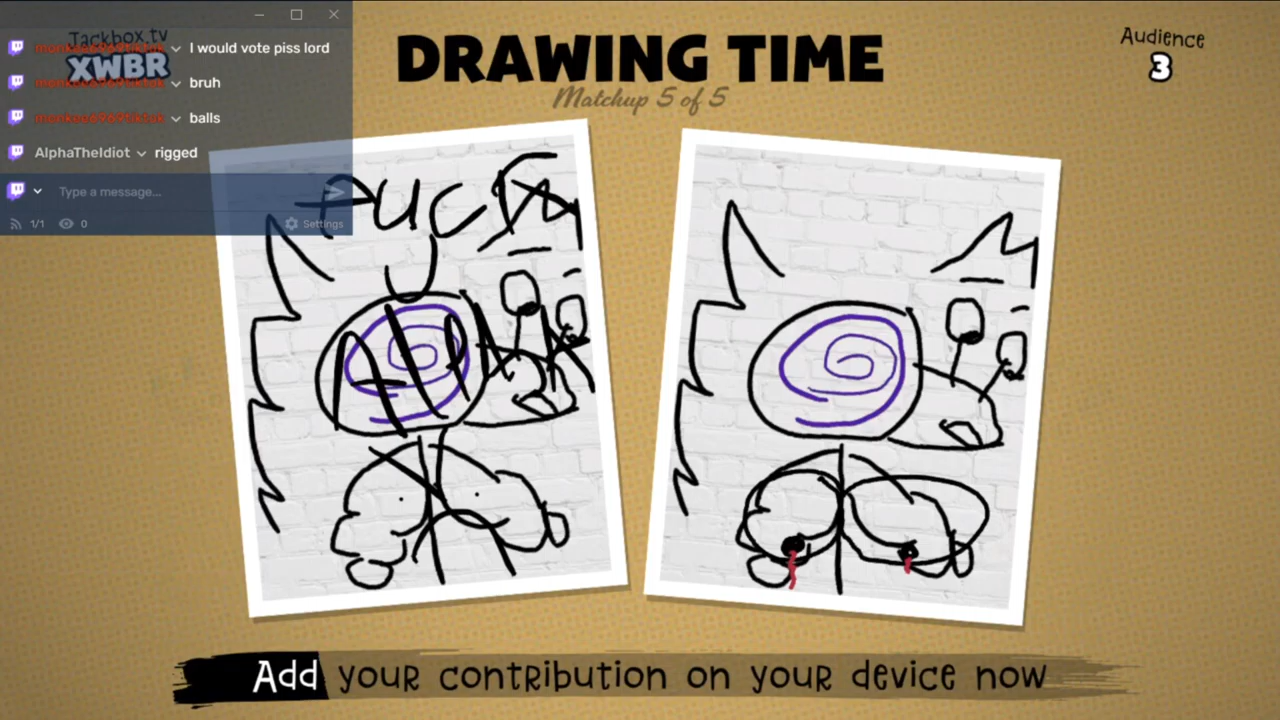 Jackbox.tv
XWBR
I would vote piss lord
bruh
balls
AlphaTheIdiot rigged
Type a message...
1/1 0 Settings
DRAWING TIME
Matchup 5 of 5
Audience
3
Add your contribution on your device now